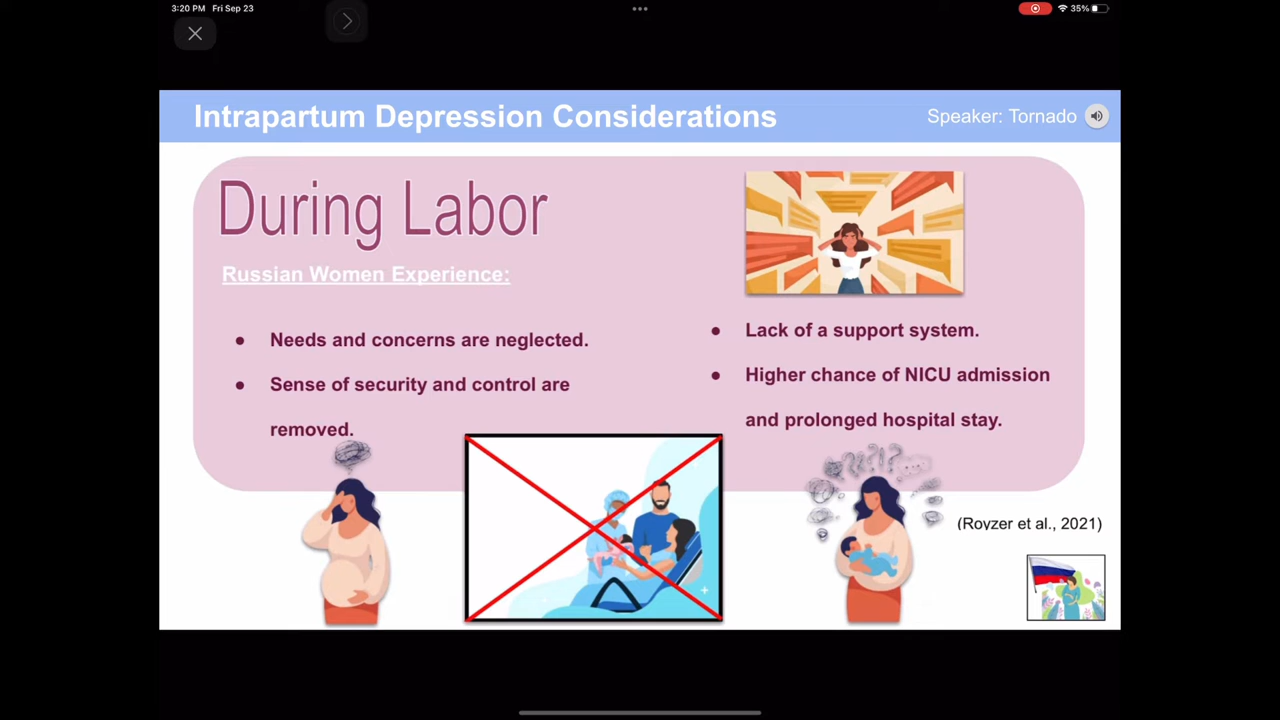 3:20 PM Fri Sep 23
35%
Intrapartum Depression Considerations
Speaker: Tornado
During Labor
Russian Women Experience:
● Needs and concerns are neglected.
● Sense of security and control are
removed.
● Lack of a support system.
● Higher chance of NICU admission
and prolonged hospital stay.
(Royzer et al., 2021)